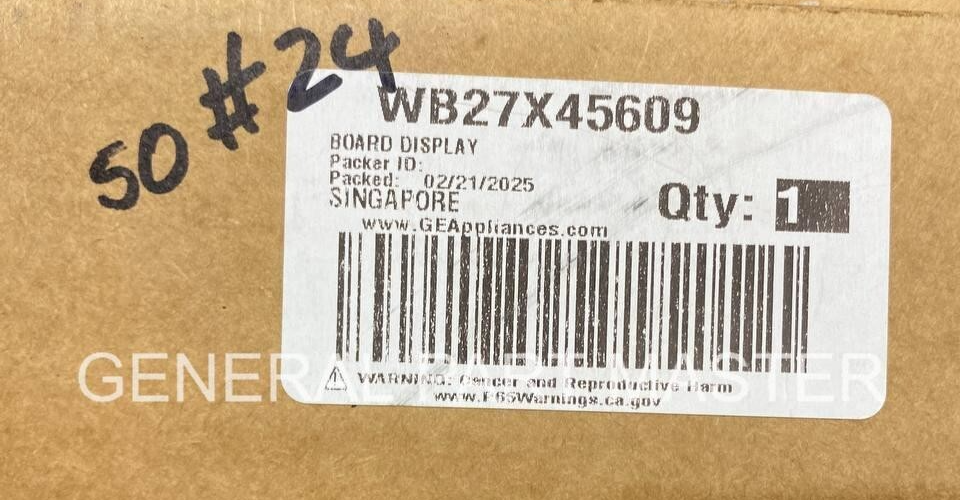 50 #24
WB27X45609
BOARD DISPLAY
Packer ID:
Packed: 02/21/2025
SINGAPORE
Qty: 1
www.GEAppliances.com
GENERAL PART MASTER
WARNING: Cancer and Reproductive Harm
www.P65Warnings.ca.gov